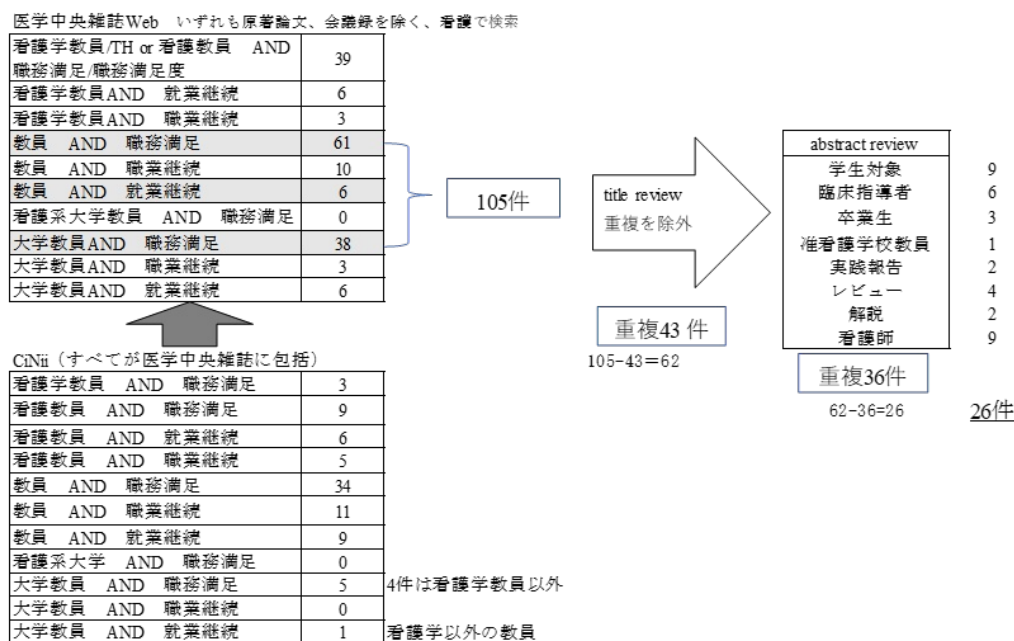 医学中央雑誌Web いずれも原著論文、会議録を除く、看護で検索
看護学教員/TH or 看護教員 AND
職務満足/職務満足度
39
看護学教員AND 就業継続 6
看護学教員AND 職業継続 3
教員 AND 職務満足 61
教員 AND 職業継続 10
教員 AND 就業継続 6
看護系大学教員 AND 職務満足 0
大学教員AND 職務満足 38
大学教員AND 職業継続 3
大学教員AND 就業継続 6
105件
title review
重複を除外
重複43 件
105-43=62
abstract review
学生対象 9
臨床指導者 6
卒業生 3
准看護学校教員 1
実践報告 2
レビュー 4
解説 2
看護師 9
重複36件
62-36=26
26件
CiNii（すべてが医学中央雑誌に包括）
看護学教員 AND 職務満足 3
看護教員 AND 職務満足 9
看護教員 AND 就業継続 6
看護教員 AND 職業継続 5
教員 AND 職務満足 34
教員 AND 職業継続 11
教員 AND 就業継続 9
看護系大学 AND 職務満足 0
大学教員 AND 職務満足 5 4件は看護学教員以外
大学教員 AND 職業継続 0
大学教員 AND 就業継続 1 看護学以外の教員